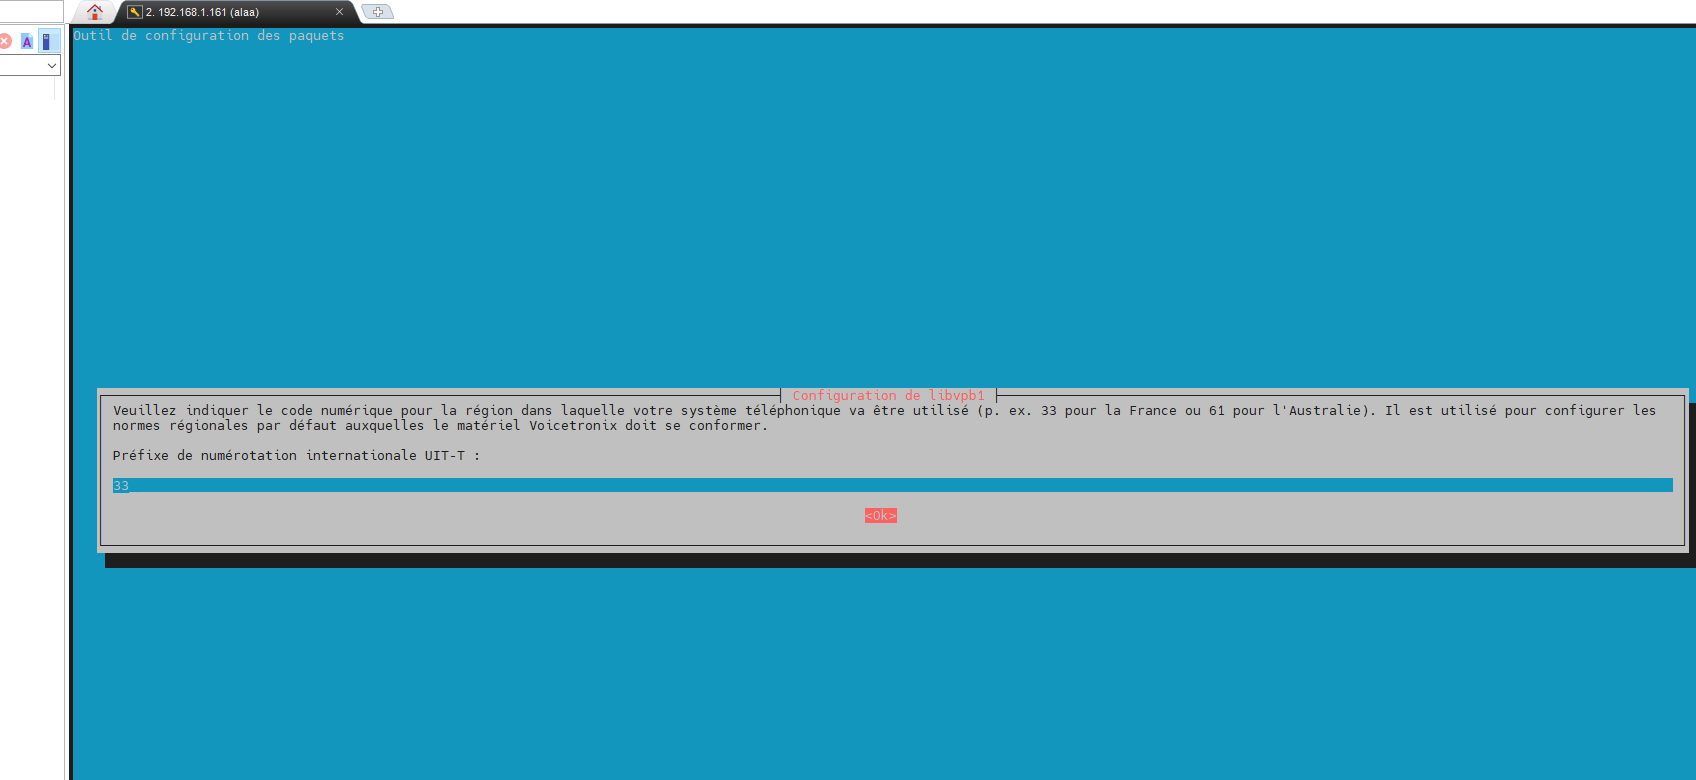 2. 192.168.1.161 (alaa)
Outil de configuration des paquets
Configuration de libvpb1
Veuillez indiquer le code numérique pour la région dans laquelle votre système téléphonique va être utilisé (p. ex. 33 pour la France ou 61 pour l'Australie). Il est utilisé pour configurer les
normes régionales par défaut auxquelles le matériel Voicetronix doit se conformer.
Préfixe de numérotation internationale UIT-T :
33
<Ok>